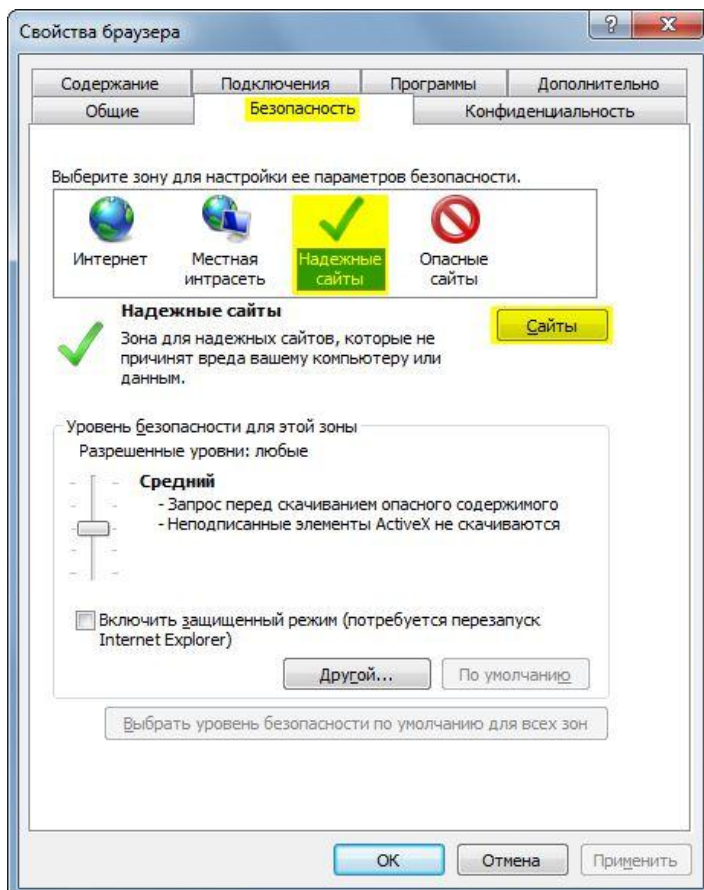 Свойства браузера
Содержание Подключения Программы Дополнительно
Общие Безопасность Конфиденциальность
Выберите зону для настройки ее параметров безопасности.
Интернет Местная интрасеть Надежные сайты Опасные сайты
Надежные сайты
Сайты
Зона для надежных сайтов, которые не
причинят вреда вашему компьютеру или
данным.
Уровень безопасности для этой зоны
Разрешенные уровни: любые
Средний
- Запрос перед скачиванием опасного содержимого
- Неподписанные элементы ActiveX не скачиваются
Включить защищенный режим (потребуется перезапуск
Internet Explorer)
Другой... По умолчанию
Выбрать уровень безопасности по умолчанию для всех зон
ОК Отмена Применить